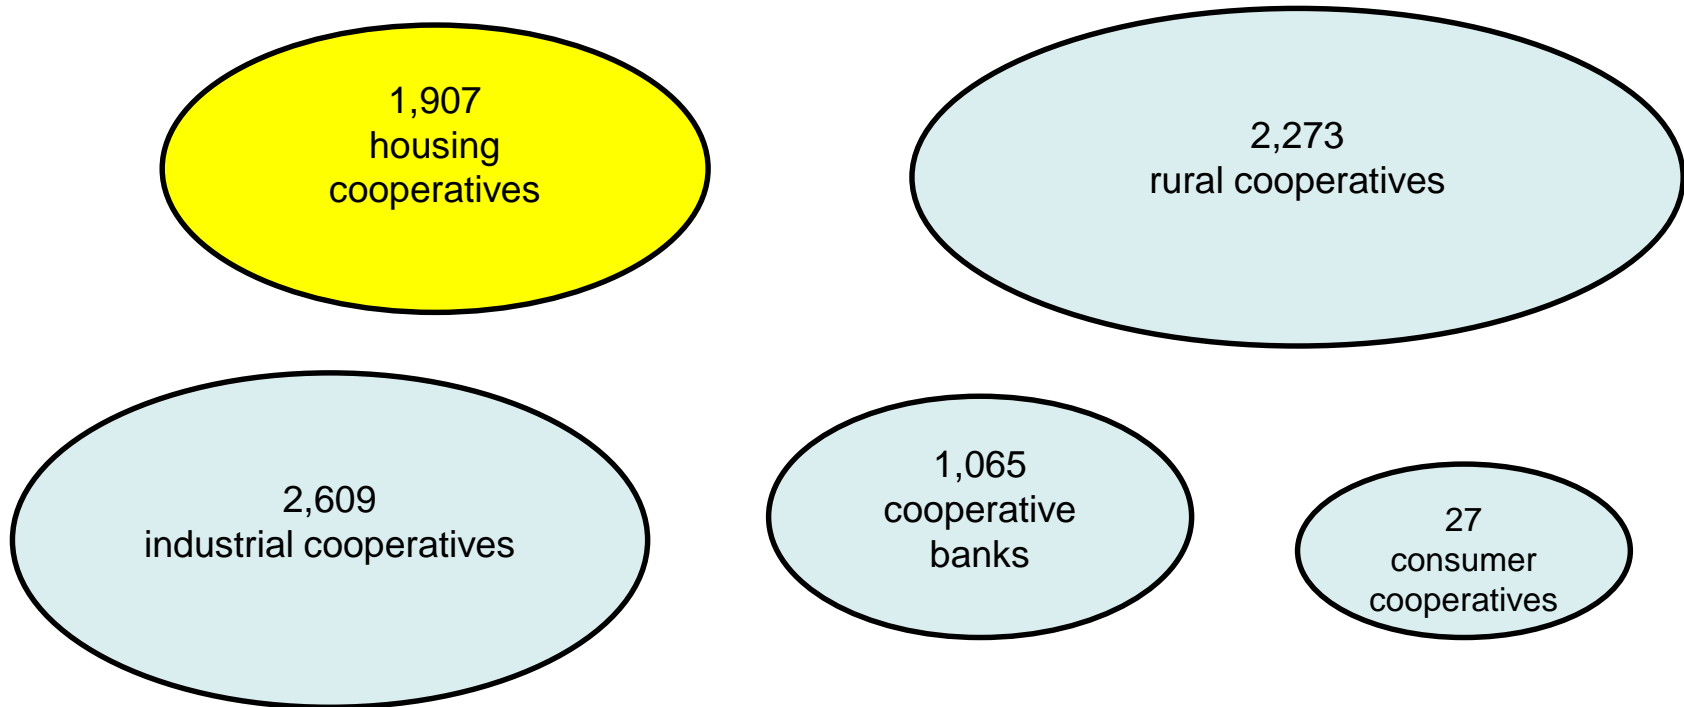 1,907
housing
cooperatives
2,273
rural cooperatives
2,609
industrial cooperatives
1,065
cooperative
banks
27
consumer
cooperatives